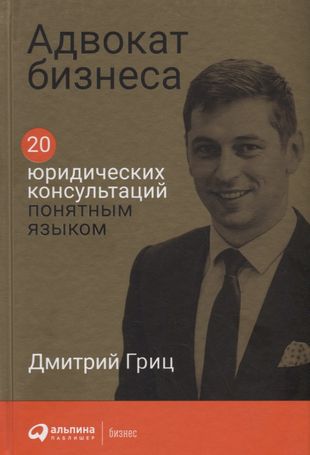 Адвокат
бизнеса
20
юридических
консультаций
понятным
языком
Дмитрий Гриц
альпина
ПАБЛИШЕР
бизнес